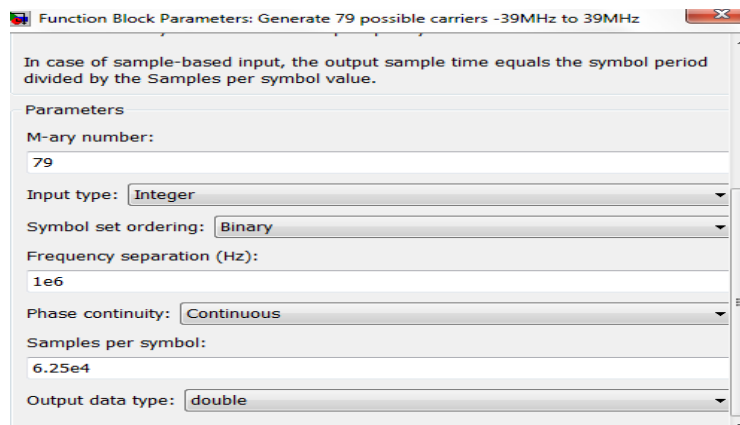 Function Block Parameters: Generate 79 possible carriers -39MHz to 39MHz
In case of sample-based input, the output sample time equals the symbol period
divided by the Samples per symbol value.
Parameters
M-ary number:
79
Input type: Integer
Symbol set ordering: Binary
Frequency separation (Hz):
1e6
Phase continuity: Continuous
Samples per symbol:
6.25e4
Output data type: double